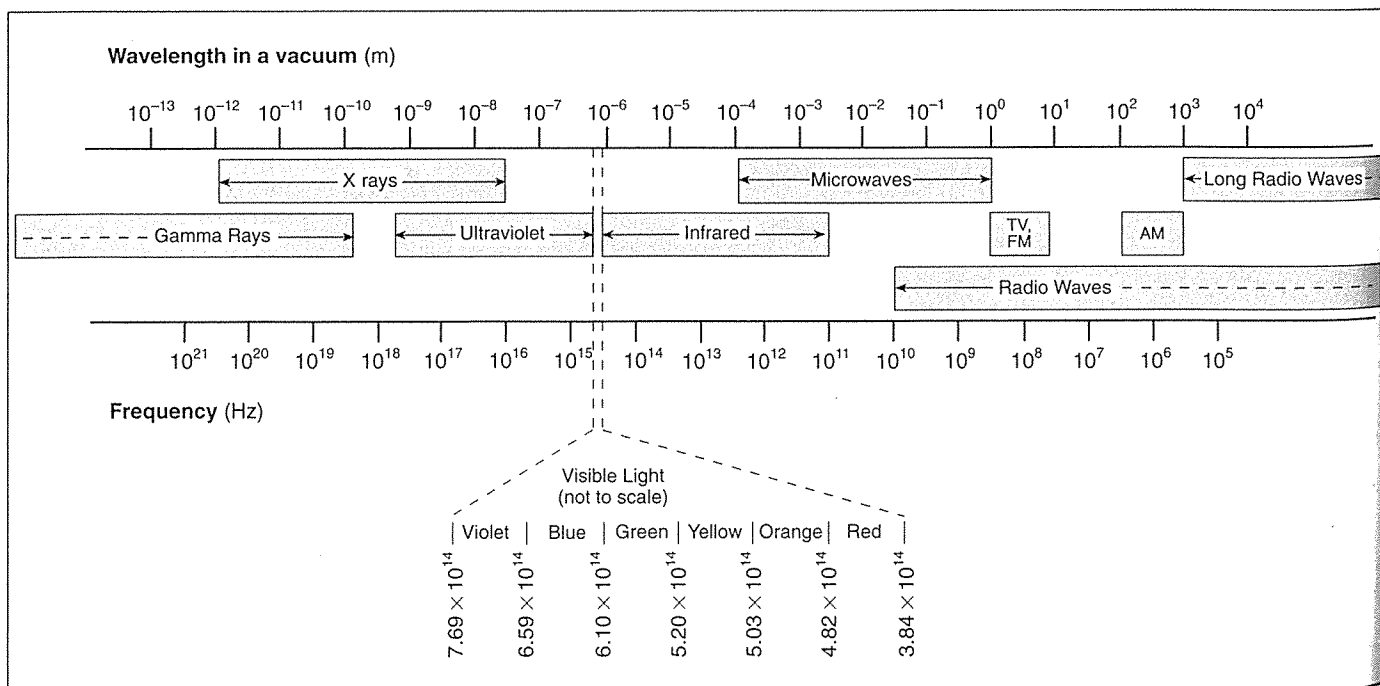 Wavelength in a vacuum (m)
10⁻¹³ 10⁻¹² 10⁻¹¹ 10⁻¹⁰ 10⁻⁹ 10⁻⁸ 10⁻⁷ 10⁻⁶ 10⁻⁵ 10⁻⁴ 10⁻³ 10⁻² 10⁻¹ 10⁰ 10¹ 10² 10³ 10⁴
X rays Microwaves Long Radio Waves
Gamma Rays Ultraviolet Infrared TV, AM
FM
Radio Waves
10²¹ 10²⁰ 10¹⁹ 10¹⁸ 10¹⁷ 10¹⁶ 10¹⁵ 10¹⁴ 10¹³ 10¹² 10¹¹ 10¹⁰ 10⁹ 10⁸ 10⁷ 10⁶ 10⁵
Frequency (Hz)
Visible Light
(not to scale)
Violet Blue Green Yellow Orange Red
7.69 × 10¹⁴
6.59 × 10¹⁴
6.10 × 10¹⁴
5.20 × 10¹⁴
5.03 × 10¹⁴
4.82 × 10¹⁴
3.84 × 10¹⁴